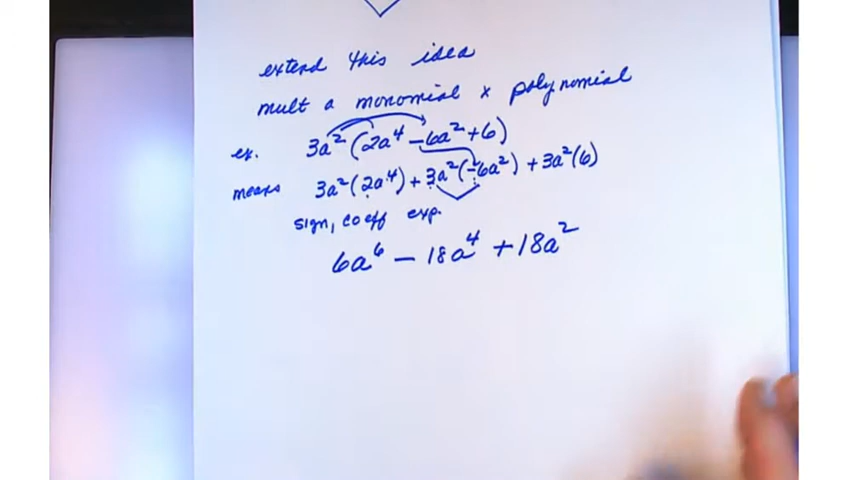 extend this idea
mult a monomial x polynomial
ex. 3a²(2a⁴ - 6a² + 6)
means 3a²(2a⁴) + 3a²(-6a²) + 3a²(6)
sign, coeff exp.
6a⁶ - 18a⁴ + 18a²